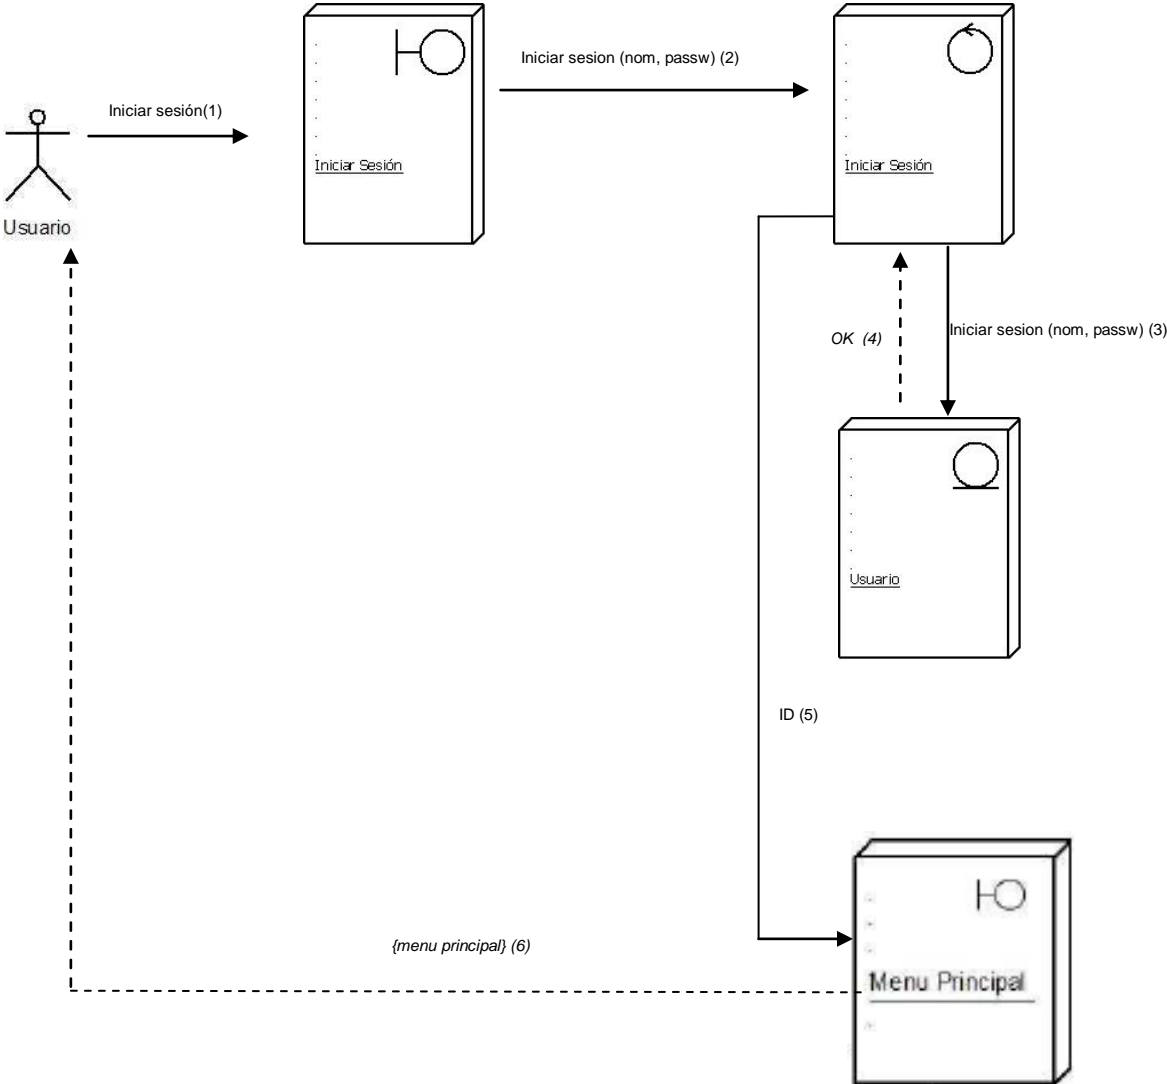 Iniciar sesion (nom, passw) (2)
Iniciar sesión(1)
Iniciar Sesión
Iniciar Sesión
Usuario
OK (4)
Iniciar sesion (nom, passw) (3)
Usuario
ID (5)
{menu principal} (6)
Menu Principal